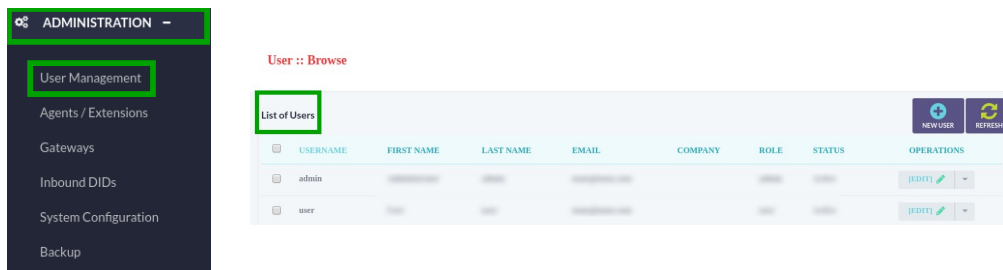 ADMINISTRATION –
User Management
Agents / Extensions
Gateways
Inbound DIDs
System Configuration
Backup
User :: Browse
List of Users
NEW USER
REFRESH
USERNAME FIRST NAME LAST NAME EMAIL COMPANY ROLE STATUS OPERATIONS
admin [EDIT]
user [EDIT]